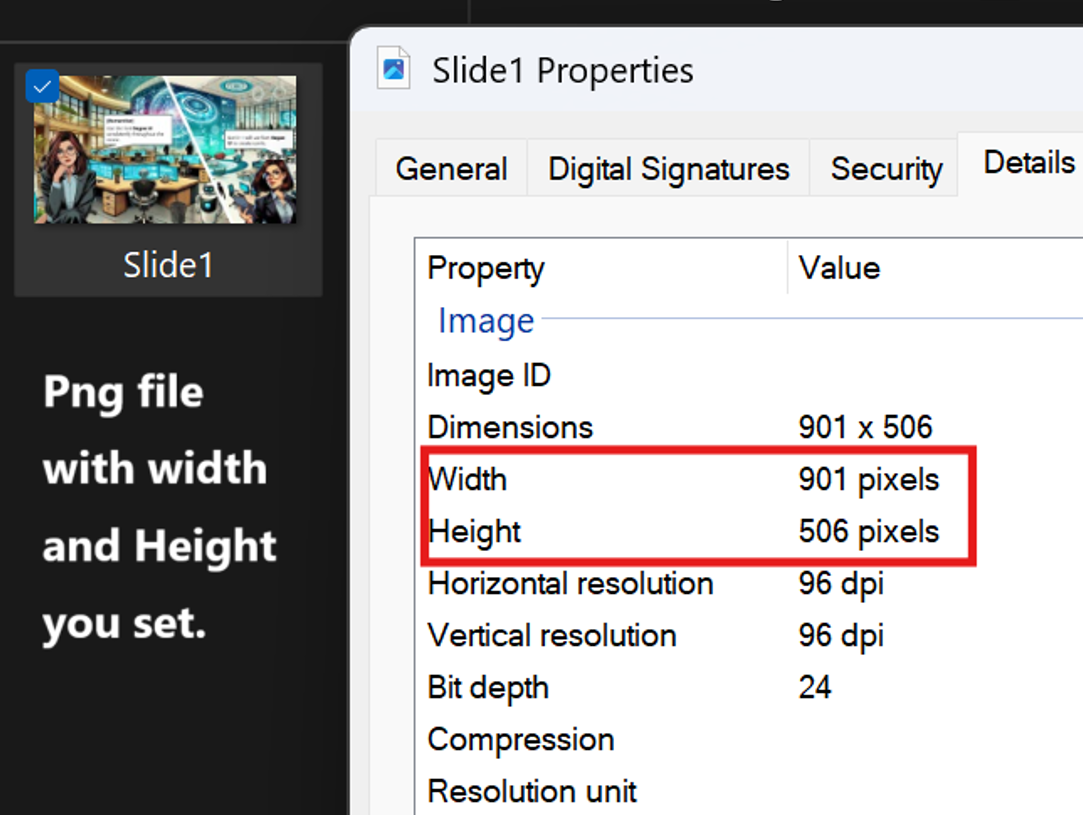 Slide1
Png file
with width
and Height
you set.
Slide1 Properties
General Digital Signatures Security Details
Property Value
Image
Image ID
Dimensions 901 x 506
Width 901 pixels
Height 506 pixels
Horizontal resolution 96 dpi
Vertical resolution 96 dpi
Bit depth 24
Compression
Resolution unit